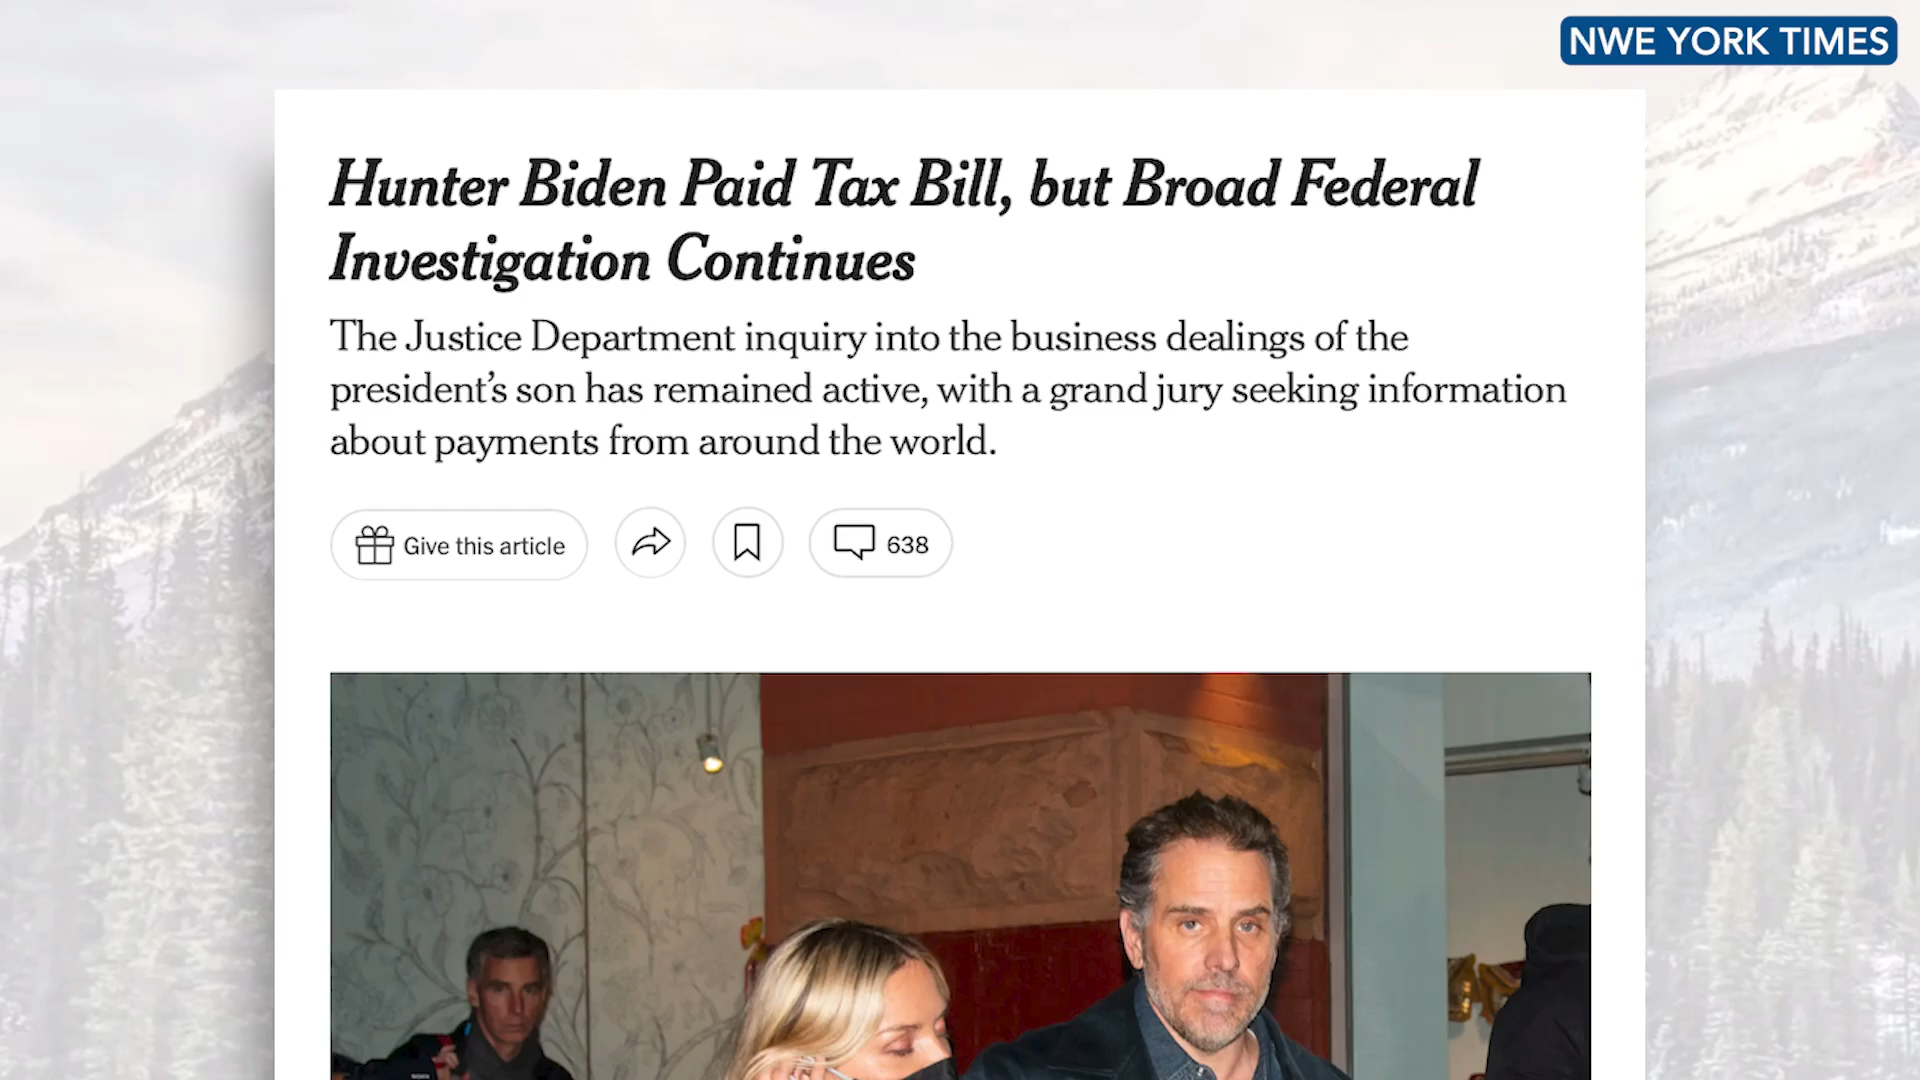 NWE YORK TIMES
Hunter Biden Paid Tax Bill, but Broad Federal
Investigation Continues
The Justice Department inquiry into the business dealings of the
president’s son has remained active, with a grand jury seeking information
about payments from around the world.
Give this article
638